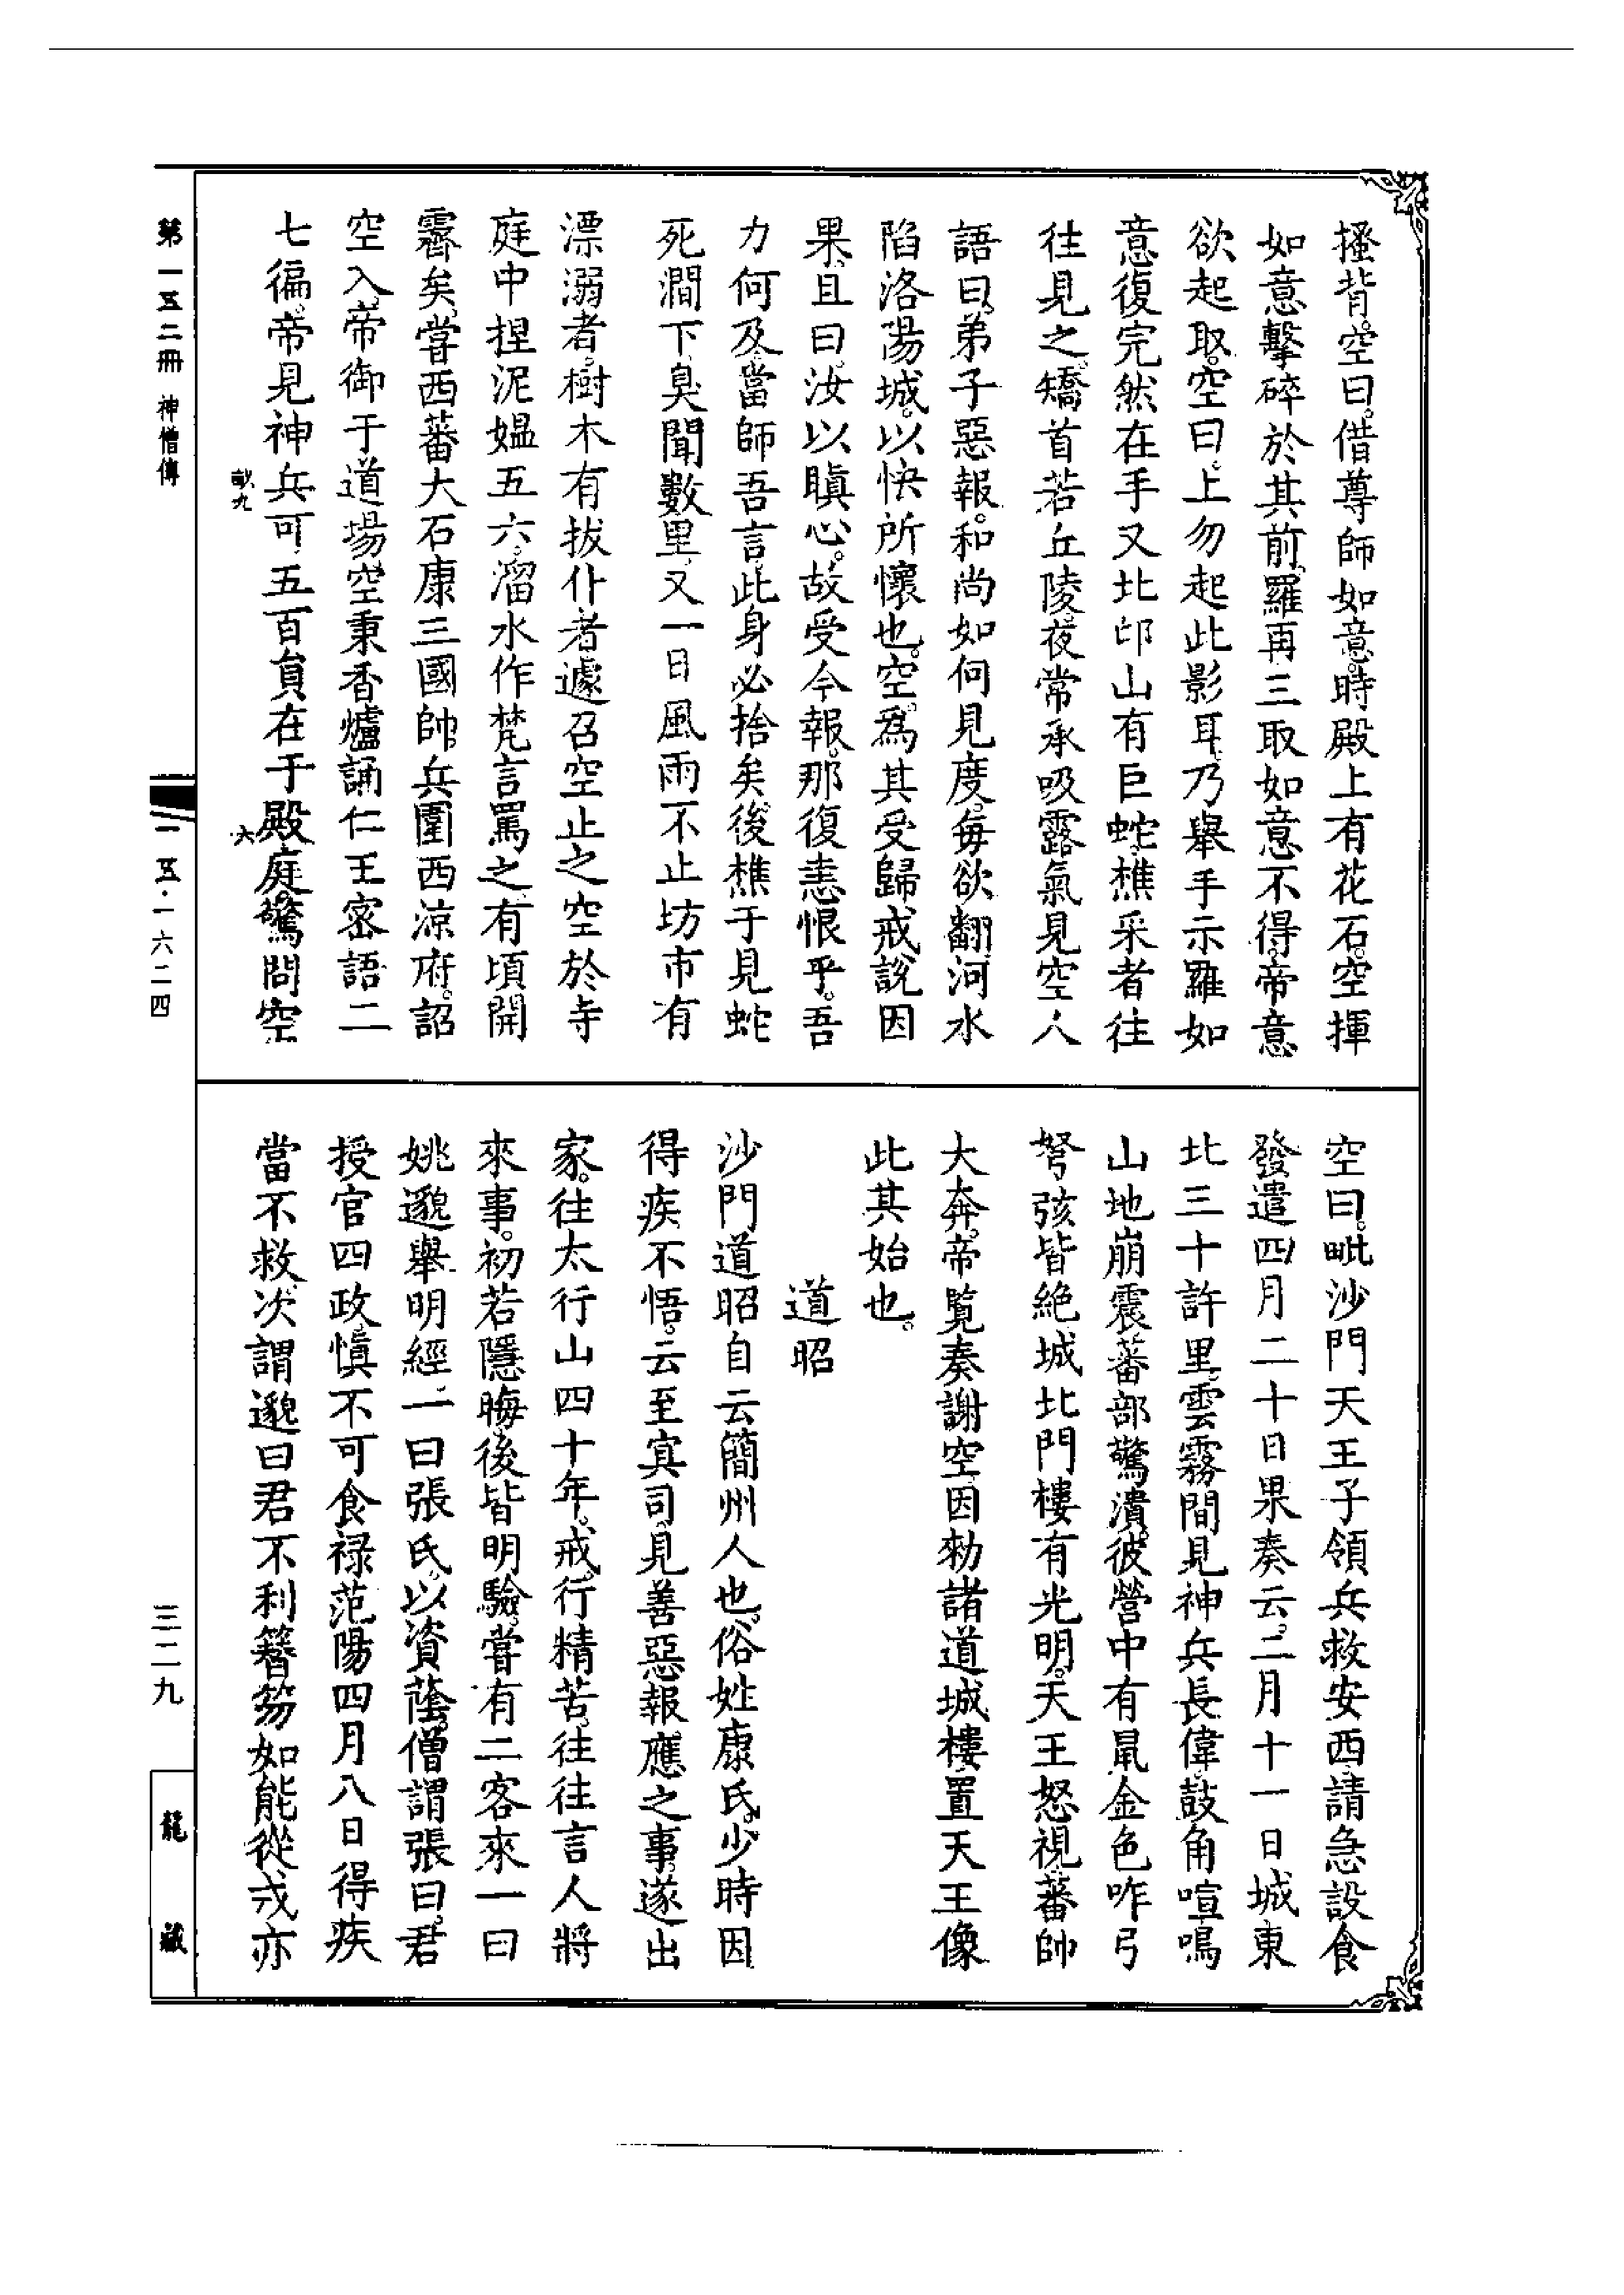 搔背。空曰。借尊師如意。時殿上有花石。空揮
如意擊碎於其前。羅再三取如意不得。帝意
欲起取。空曰。上勿起此影耳。乃舉手示羅如
意復完然在手又北邙山有巨蛇。樵采者往
往見之。矯首若丘陵。夜常承吸露氣見空人
語曰。弟子惡報。和尚如何見度。每欲翻河水
陷洛陽城。以快所懷也。空為其受歸戒說因
果。且曰。汝以瞋心。故受今報。那復恚恨乎。吾
力何及。當師吾言。此身必捨矣。後樵于見蛇
死澗下。臭聞數里。又一日風雨不止坊市有
漂溺者。樹木有拔仆者。遽召空止之空於寺
庭中捏泥媪五六。溜水作梵言罵之。有頃開
霽矣。嘗西蕃大石康三國帥。兵圍西涼府。詔
空入。帝御于道場。空秉香爐誦仁王密語二
七徧。帝見神兵可五百員在于殿庭。驚問空
空曰。毗沙門天王子領兵救安西。請急設食
發遣四月二十日果奏云。二月十一日城東
北三十許里。雲霧間見神兵長偉。鼓角喧鳴
山地崩震蕃部驚潰。彼營中有鼠金色咋弓
弩弦皆絶城北門樓有光明。天王怒視蕃帥
大奔。帝覧奏謝空。因勑諸道城樓置天王像
此其始也。
道昭
沙門道昭自云簡州人也。俗姓康氏。少時因
得疾不悟。云至冥司。見善惡報應之事。遂出
家。往太行山四十年。戒。行精苦。往往言人將
來事。初若隱晦。後皆明驗。嘗有二客來一曰
姚邈舉明經。一曰張氏。以資蔭。僧謂張曰。君
授官四政。慎不可食禄范陽四月八日得疾
當不救。次謂邈曰君不利簪笏如能從戎亦
第一五二冊 神僧傳
一一五·一六二四
三二九
龍藏
畝九
六